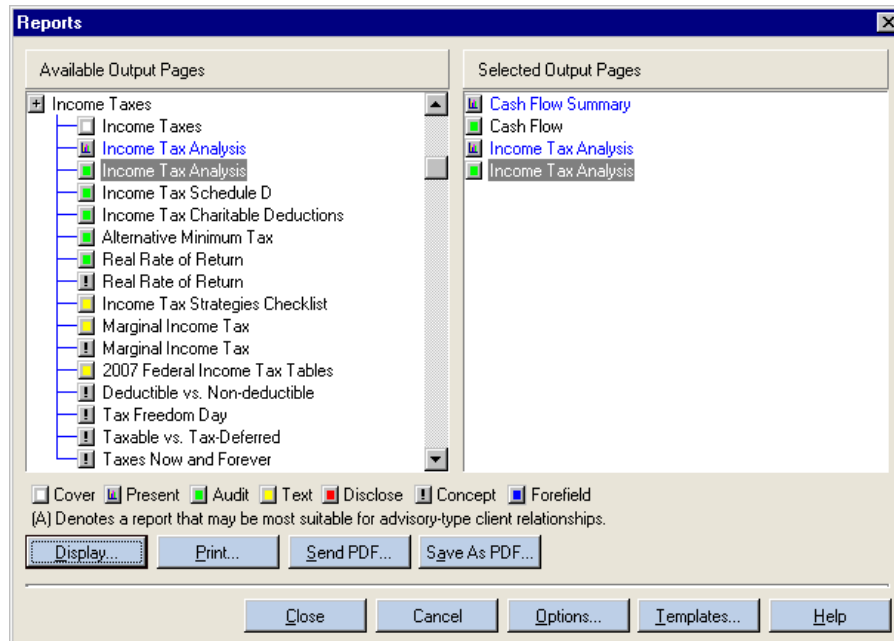 Reports
Available Output Pages
Selected Output Pages
Income Taxes
Income Taxes
Income Tax Analysis
Income Tax Analysis
Income Tax Schedule D
Income Tax Charitable Deductions
Alternative Minimum Tax
Real Rate of Return
Real Rate of Return
Income Tax Strategies Checklist
Marginal Income Tax
Marginal Income Tax
2007 Federal Income Tax Tables
Deductible vs. Non-deductible
Tax Freedom Day
Taxable vs. Tax-Deferred
Taxes Now and Forever
Cash Flow Summary
Cash Flow
Income Tax Analysis
Income Tax Analysis
Cover Present Audit Text Disclose Concept Forefield
(A) Denotes a report that may be most suitable for advisory-type client relationships.
Display... Print... Send PDF... Save As PDF...
Close Cancel Options... Templates... Help